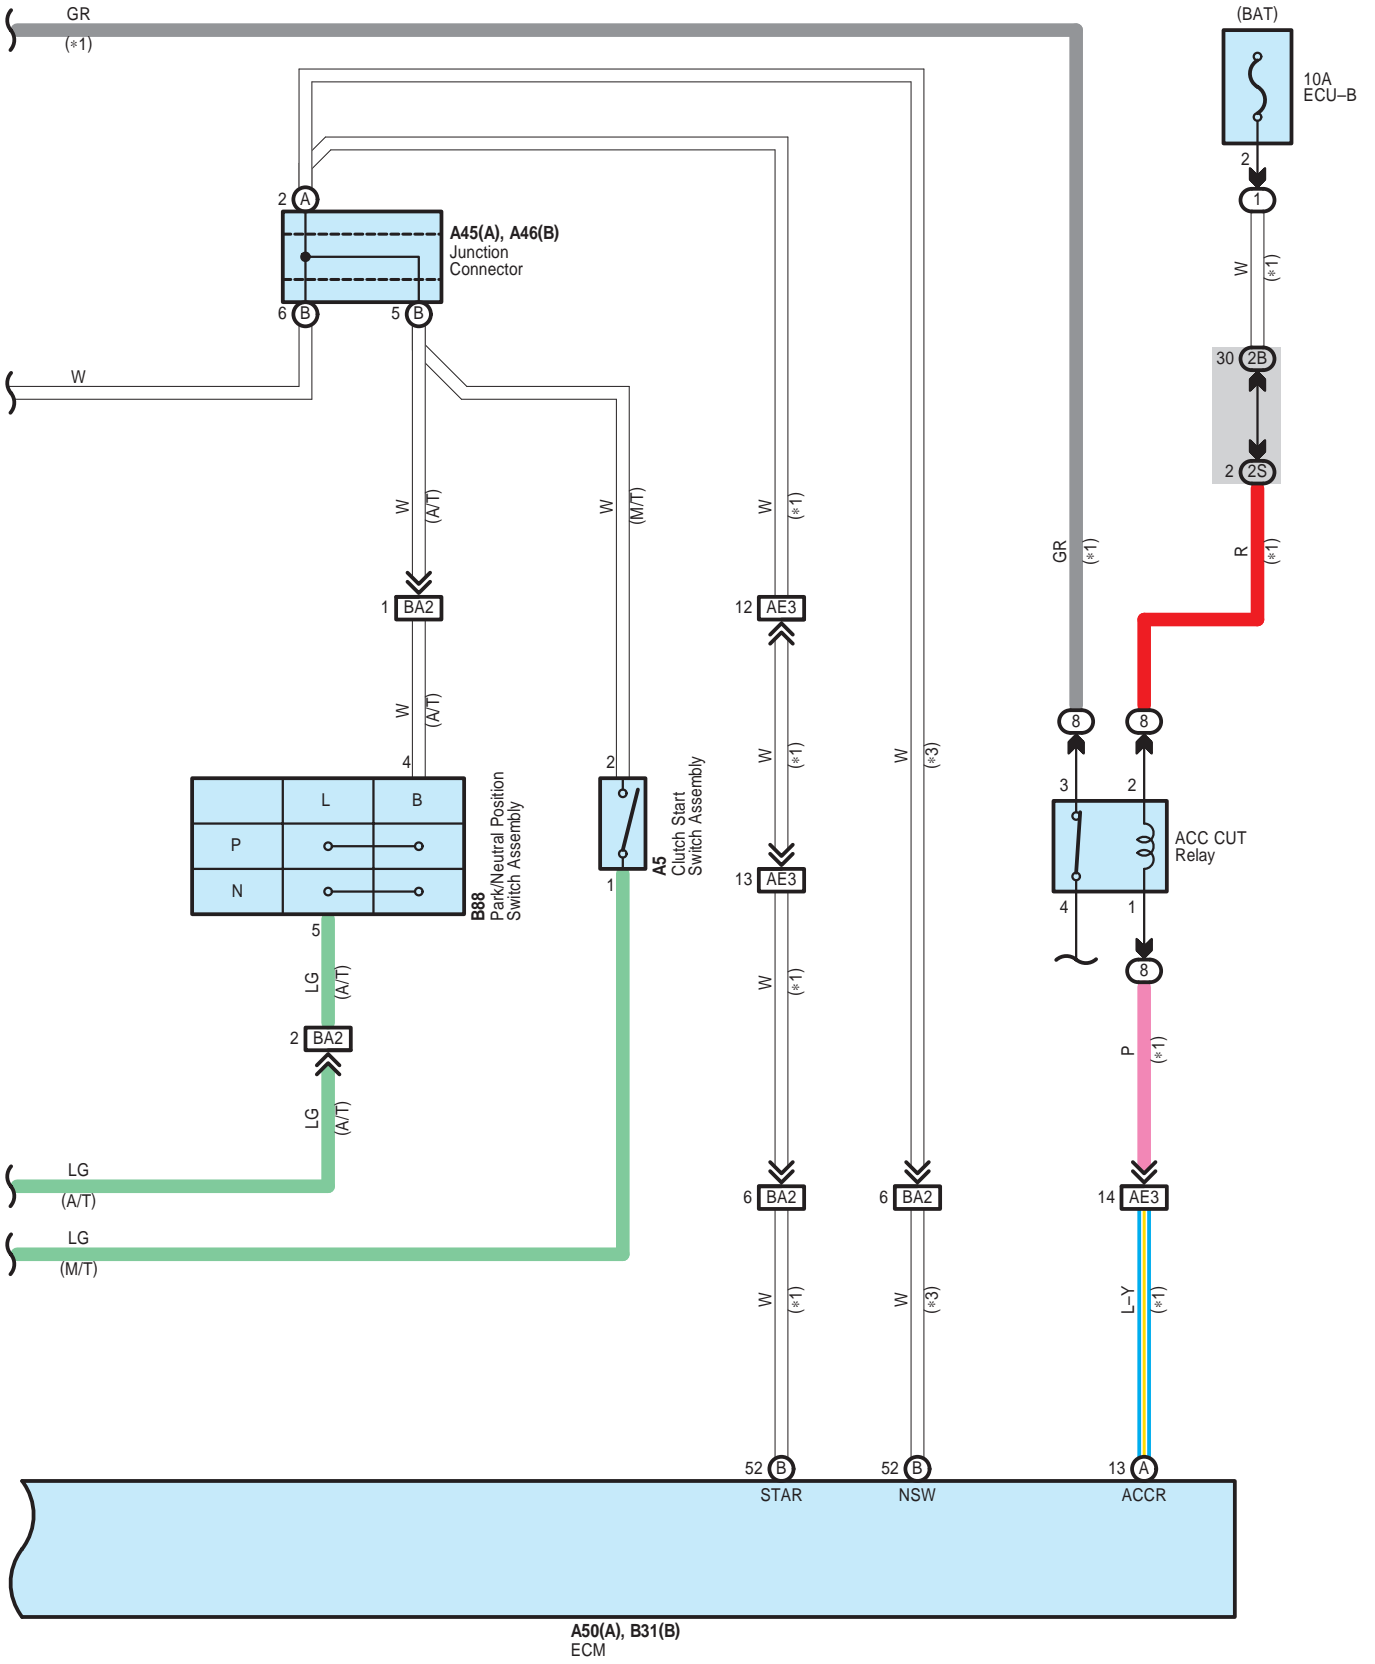 GR
(∗1)
(BAT)
10A
ECU–B
2
1
2 A
A45(A), A46(B)
Junction
Connector
6 B
5 B
W
(∗1)
30 2B
2 2S
W
W
(A/T)
W
(M/T)
W
(∗1)
GR
(∗1)
R
(∗1)
1 BA2
12 AE3
W
(A/T)
W
(∗1)
W
(∗3)
8
8
4
2
3
2
L
B
P
N
B88
Park/Neutral Position
Switch Assembly
A5
Clutch Start
Switch Assembly
ACC CUT
Relay
13 AE3
1
5
4
1
8
LG
(A/T)
W
(∗1)
2 BA2
P
(∗1)
LG
(A/T)
LG
(A/T)
6 BA2
6 BA2
14 AE3
LG
(M/T)
W
(∗1)
W
(∗3)
L–Y
(∗1)
52 B
52 B
13 A
STAR
NSW
ACCR
A50(A), B31(B)
ECM